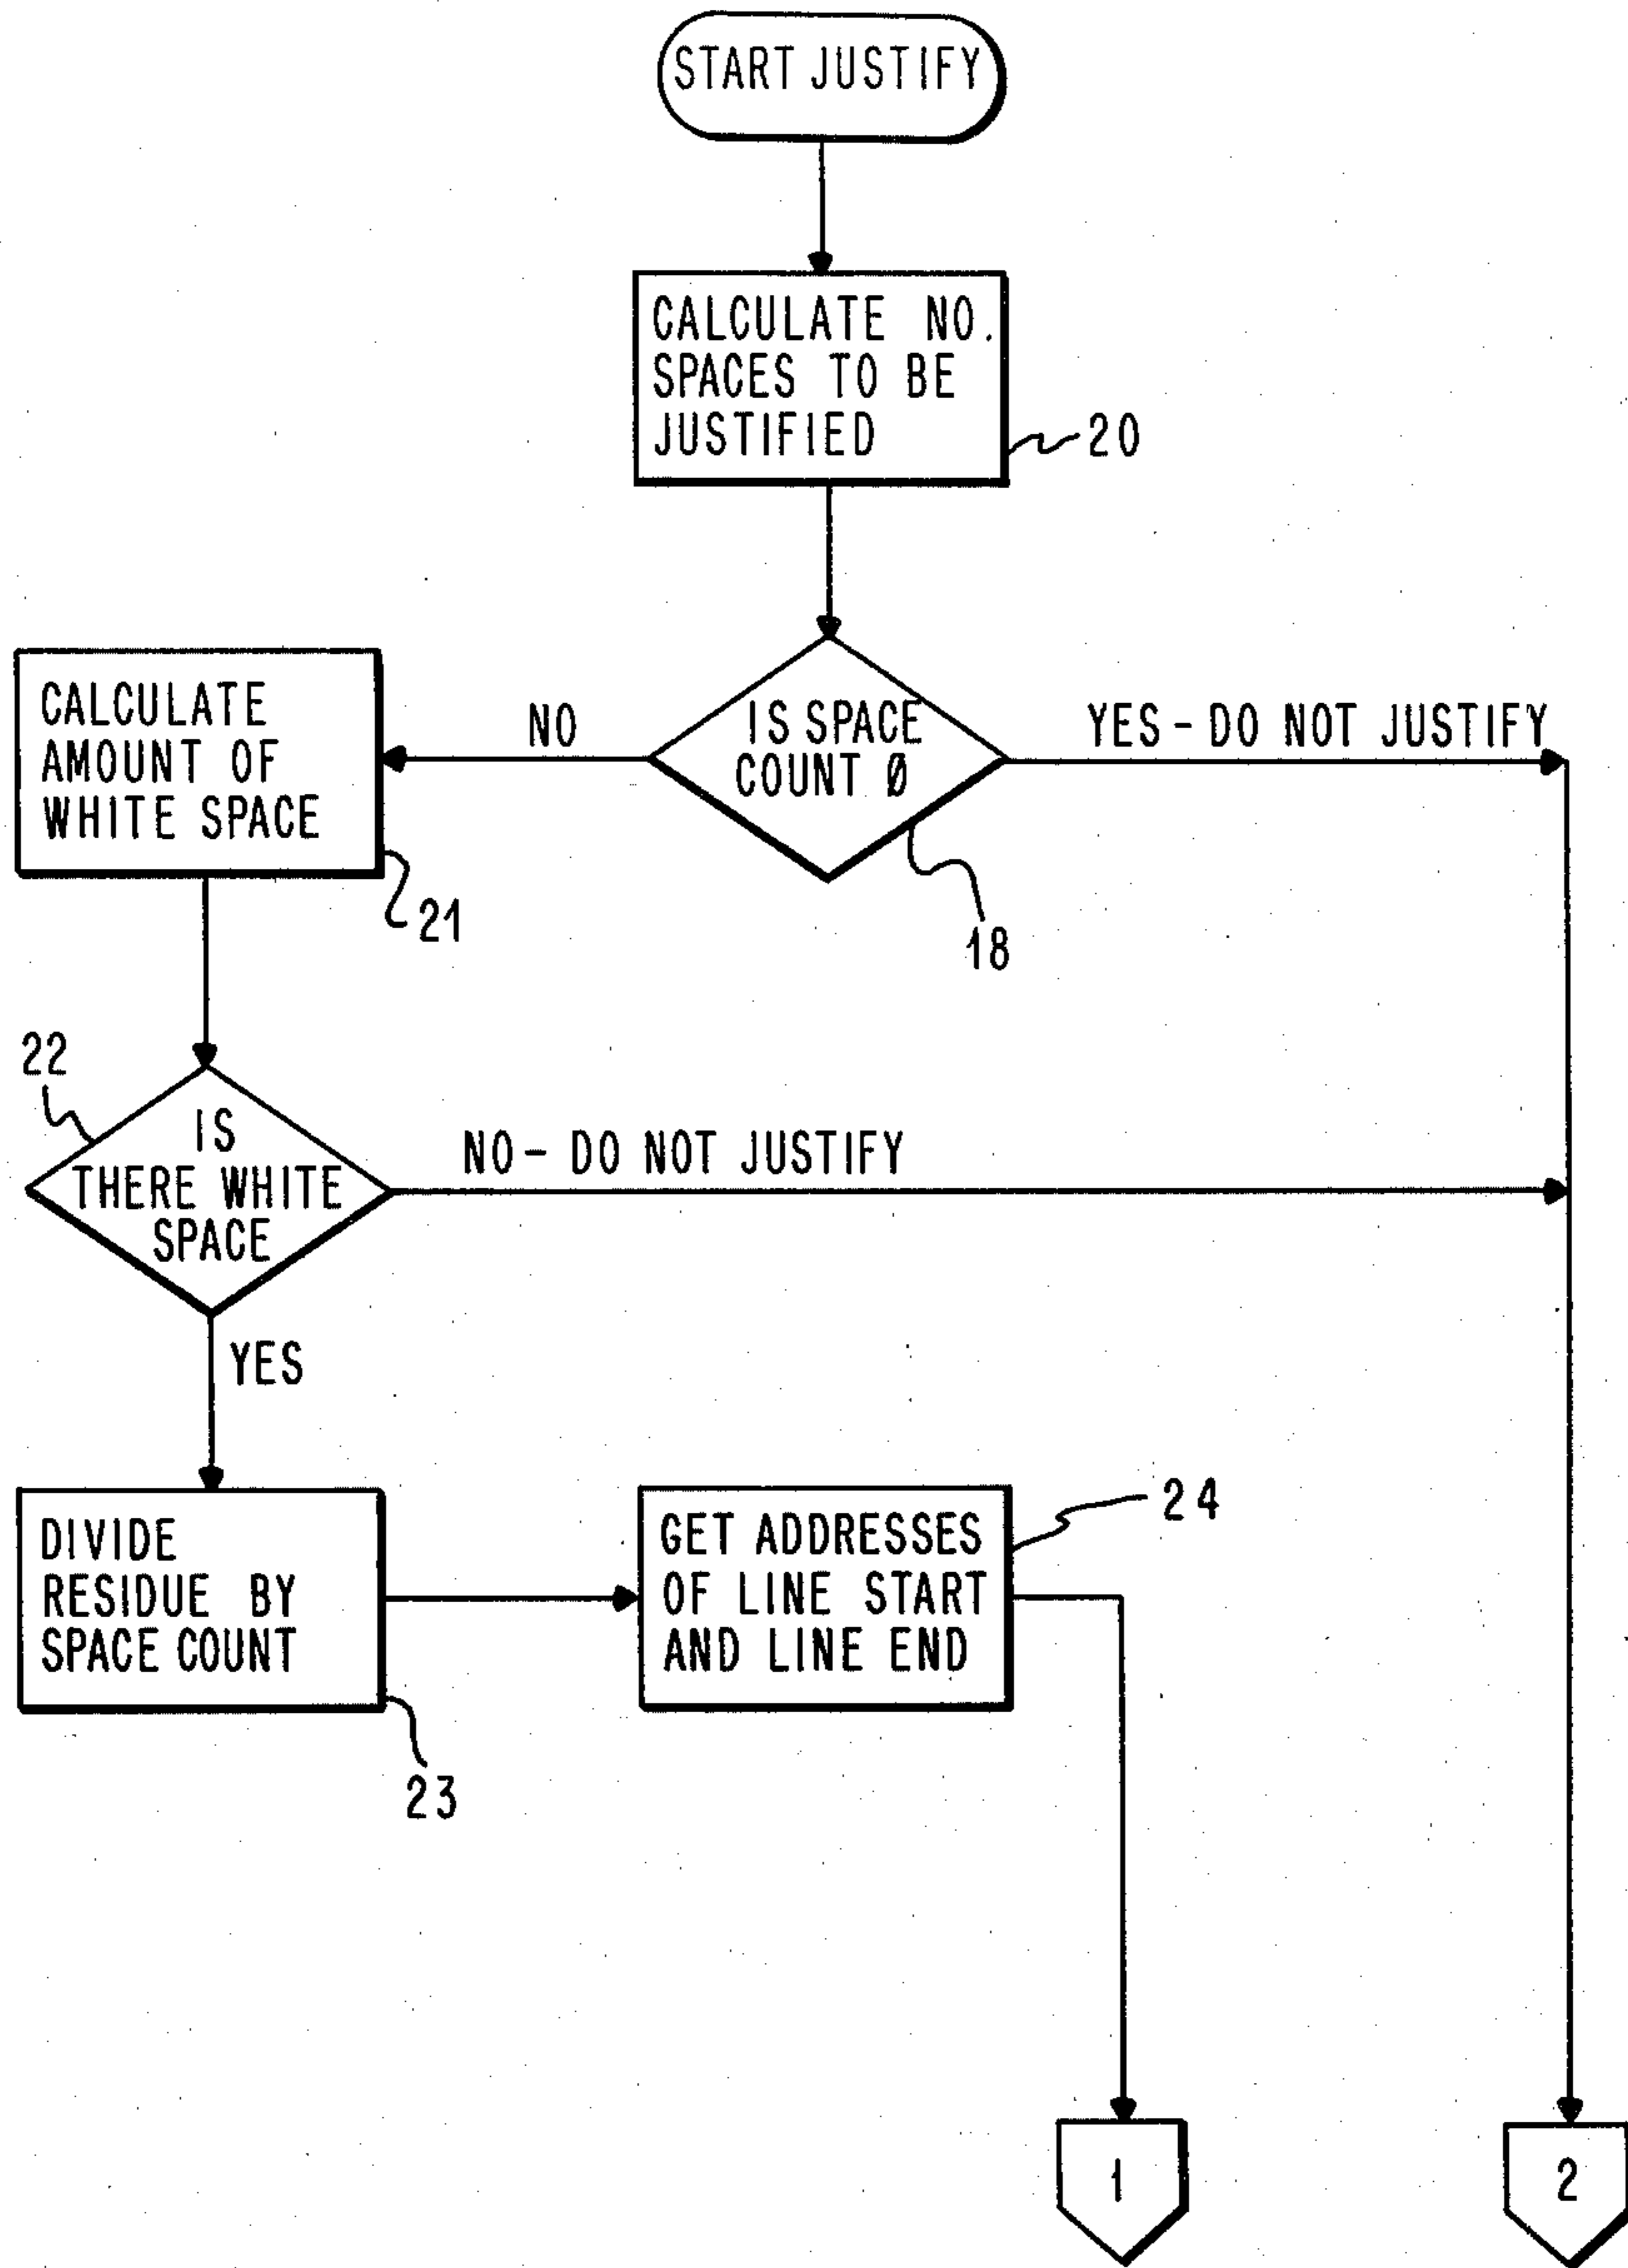 START JUSTIFY
CALCULATE NO.
SPACES TO BE
JUSTIFIED
20
IS SPACE
COUNT Ø
NO
YES - DO NOT JUSTIFY
18
CALCULATE
AMOUNT OF
WHITE SPACE
21
22
IS
THERE WHITE
SPACE
NO - DO NOT JUSTIFY
YES
DIVIDE
RESIDUE BY
SPACE COUNT
23
GET ADDRESSES
OF LINE START
AND LINE END
24
1
2